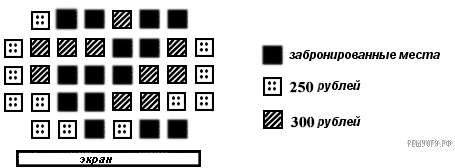 забронированные места
250 рублей
300 рублей
экран
РЕШУОГЭ.РФ